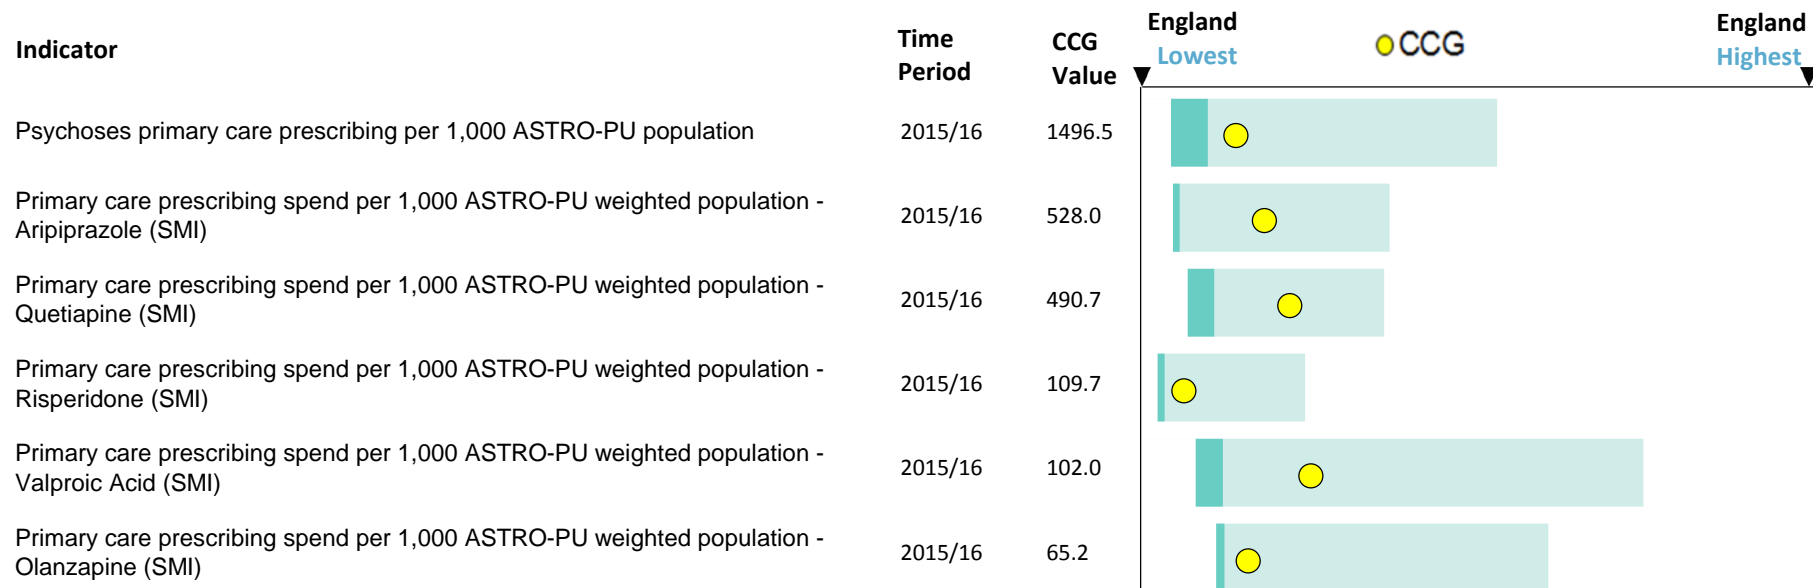 Indicator
Time
Period
CCG
Value
England
Lowest
CCG
England
Highest
Psychoses primary care prescribing per 1,000 ASTRO-PU population 2015/16 1496.5
Primary care prescribing spend per 1,000 ASTRO-PU weighted population -
Aripiprazole (SMI) 2015/16 528.0
Primary care prescribing spend per 1,000 ASTRO-PU weighted population -
Quetiapine (SMI) 2015/16 490.7
Primary care prescribing spend per 1,000 ASTRO-PU weighted population -
Risperidone (SMI) 2015/16 109.7
Primary care prescribing spend per 1,000 ASTRO-PU weighted population -
Valproic Acid (SMI) 2015/16 102.0
Primary care prescribing spend per 1,000 ASTRO-PU weighted population -
Olanzapine (SMI) 2015/16 65.2